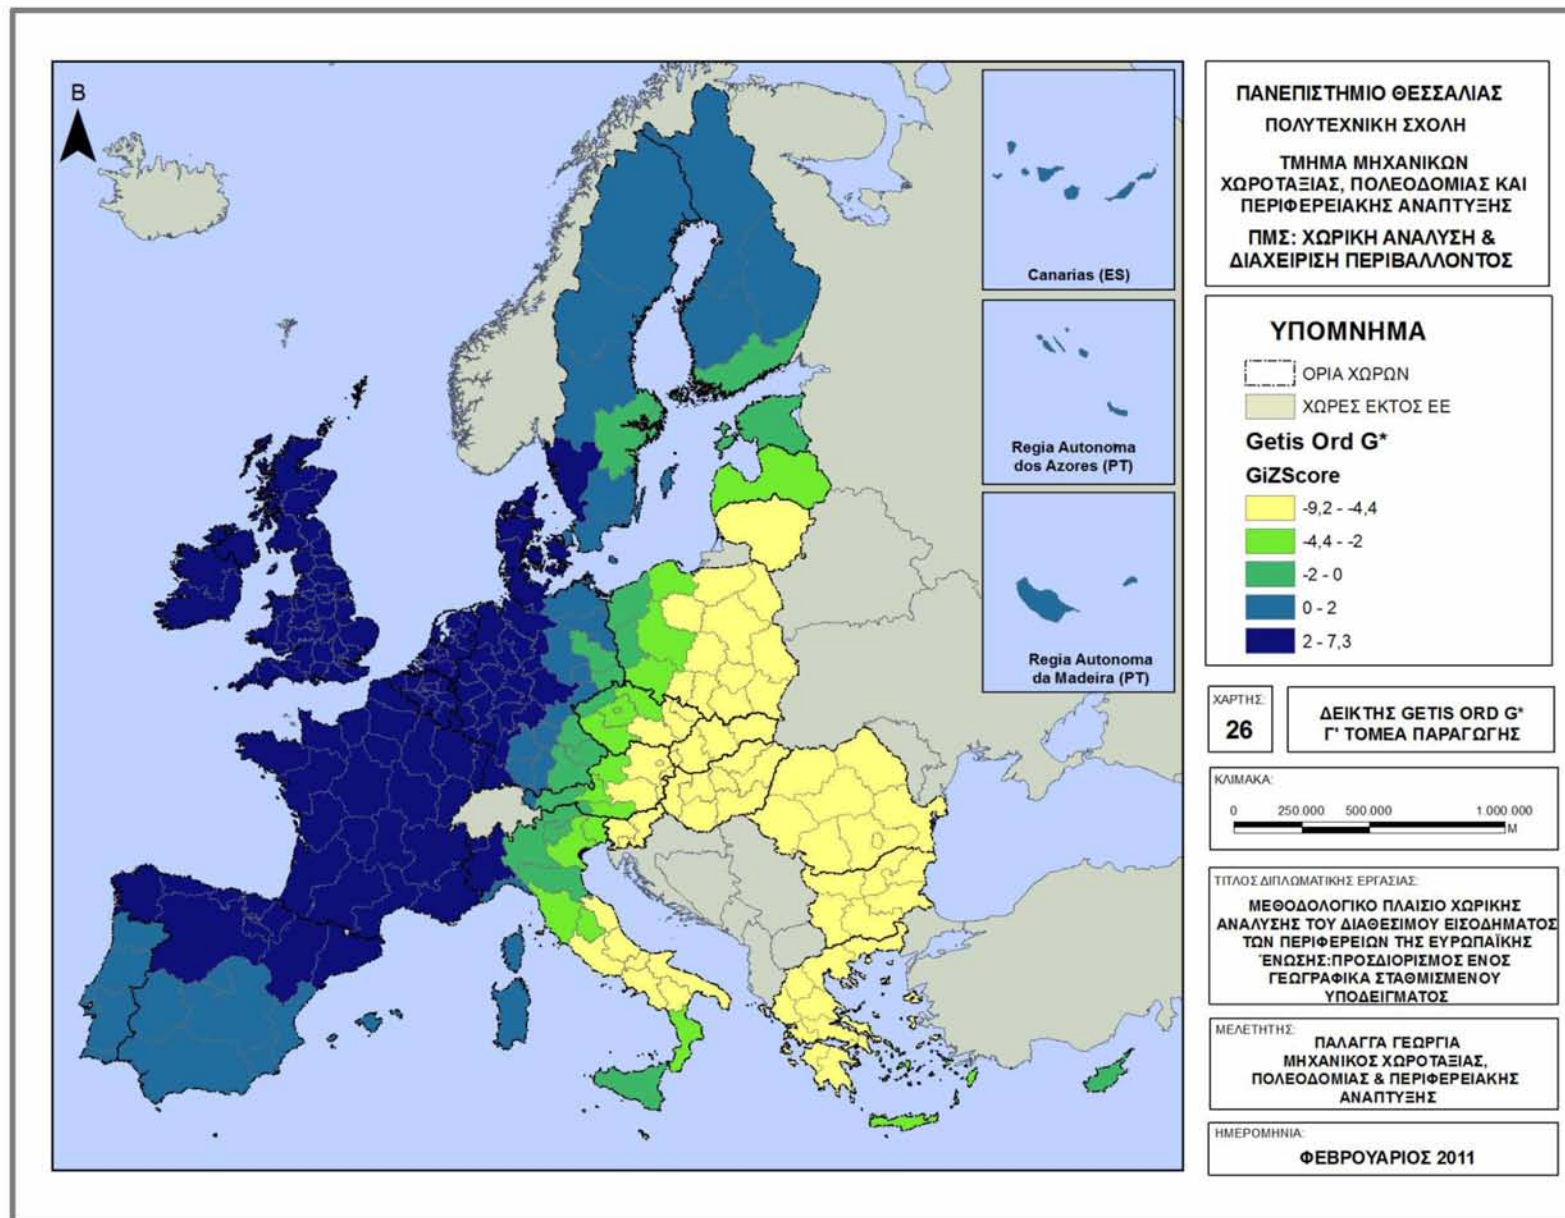 Β
Canarias (ES)
Regia Autonoma
dos Azores (PT)
Regia Autonoma
da Madeira (PT)
ΠΑΝΕΠΙΣΤΗΜΙΟ ΘΕΣΣΑΛΙΑΣ
ΠΟΛΥΤΕΧΝΙΚΗ ΣΧΟΛΗ
ΤΜΗΜΑ ΜΗΧΑΝΙΚΩΝ
ΧΩΡΟΤΑΞΙΑΣ, ΠΟΛΕΟΔΟΜΙΑΣ ΚΑΙ
ΠΕΡΙΦΕΡΕΙΑΚΗΣ ΑΝΑΠΤΥΞΗΣ
ΠΜΣ: ΧΩΡΙΚΗ ΑΝΑΛΥΣΗ &
ΔΙΑΧΕΙΡΙΣΗ ΠΕΡΙΒΑΛΛΟΝΤΟΣ
ΥΠΟΜΝΗΜΑ
ΟΡΙΑ ΧΩΡΩΝ
ΧΩΡΕΣ ΕΚΤΟΣ ΕΕ
Getis Ord G*
GiZScore
-9,2 - -4,4
-4,4 - -2
-2 - 0
0 - 2
2 - 7,3
ΧΑΡΤΗΣ:
26
ΔΕΙΚΤΗΣ GETIS ORD G*
Γ' ΤΟΜΕΑ ΠΑΡΑΓΩΓΗΣ
ΚΛΙΜΑΚΑ:
0 250.000 500.000 1.000.000
M
ΤΙΤΛΟΣ ΔΙΠΛΩΜΑΤΙΚΗΣ ΕΡΓΑΣΙΑΣ:
ΜΕΘΟΔΟΛΟΓΙΚΟ ΠΛΑΙΣΙΟ ΧΩΡΙΚΗΣ
ΑΝΑΛΥΣΗΣ ΤΟΥ ΔΙΑΘΕΣΙΜΟΥ ΕΙΣΟΔΗΜΑΤΟΣ
ΤΩΝ ΠΕΡΙΦΕΡΕΙΩΝ ΤΗΣ ΕΥΡΩΠΑΪΚΗΣ
ΈΝΩΣΗΣ:ΠΡΟΣΔΙΟΡΙΣΜΟΣ ΕΝΟΣ
ΓΕΩΓΡΑΦΙΚΑ ΣΤΑΘΜΙΣΜΕΝΟΥ
ΥΠΟΔΕΙΓΜΑΤΟΣ
ΜΕΛΕΤΗΤΗΣ:
ΠΑΛΑΓΓΑ ΓΕΩΡΓΙΑ
ΜΗΧΑΝΙΚΟΣ ΧΩΡΟΤΑΞΙΑΣ,
ΠΟΛΕΟΔΟΜΙΑΣ & ΠΕΡΙΦΕΡΕΙΑΚΗΣ
ΑΝΑΠΤΥΞΗΣ
ΗΜΕΡΟΜΗΝΙΑ:
ΦΕΒΡΟΥΑΡΙΟΣ 2011